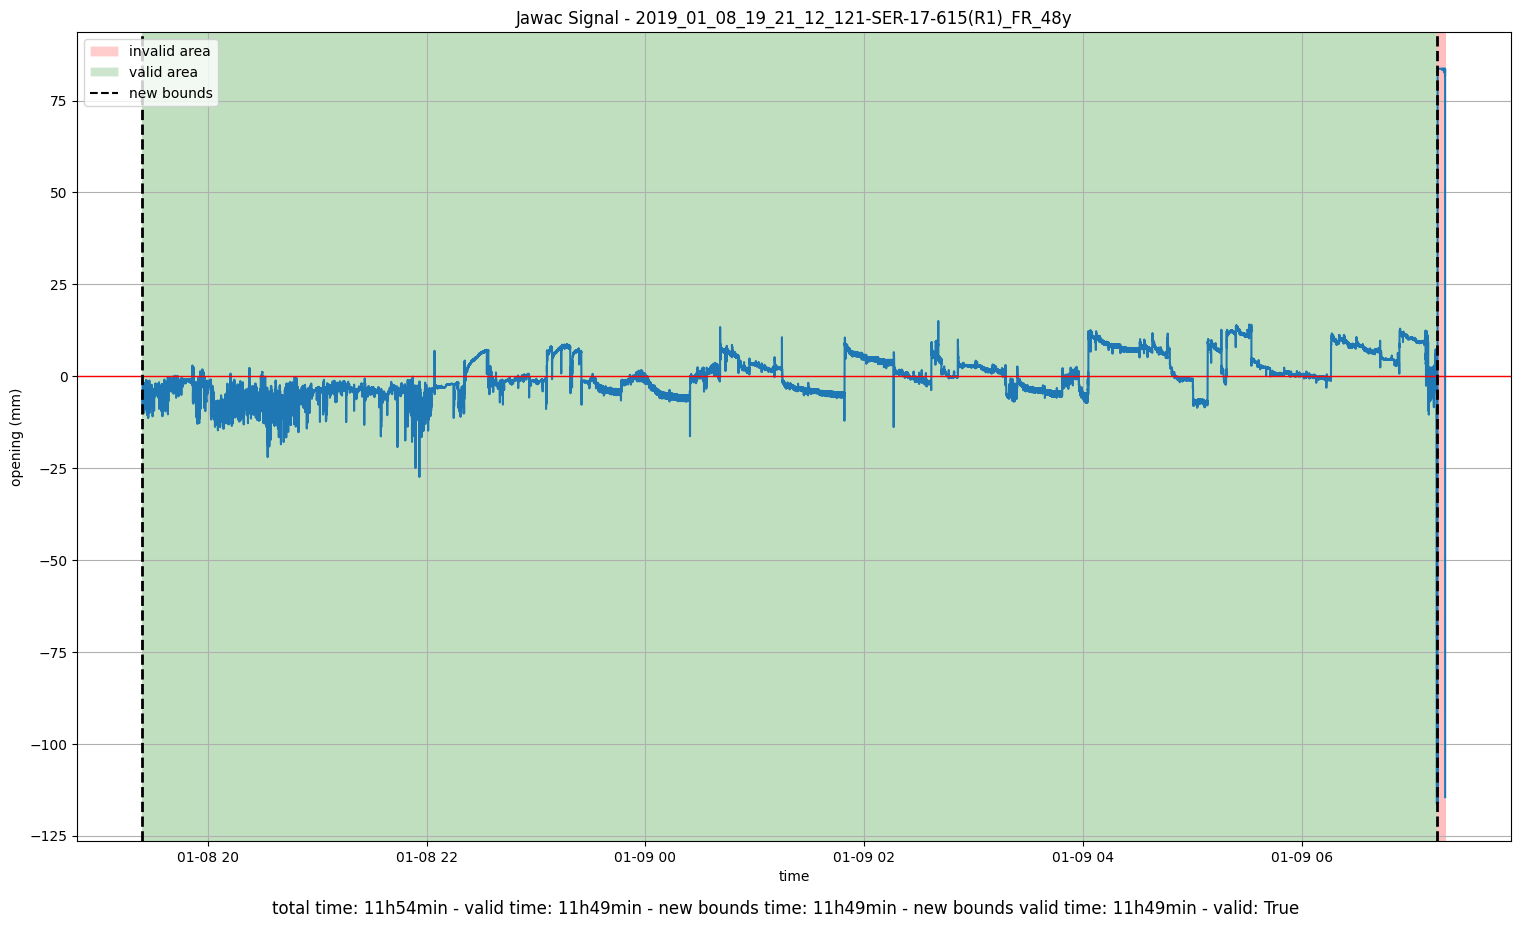 Jawac Signal - 2019_01_08_19_21_12_121-SER-17-615(R1)_FR_48y
invalid area
valid area
new bounds
75
50
25
0
−25
−50
−75
−100
−125
opening (mm)
01-08 20
01-08 22
01-09 00
01-09 02
01-09 04
01-09 06
time
total time: 11h54min - valid time: 11h49min - new bounds time: 11h49min - new bounds valid time: 11h49min - valid: True